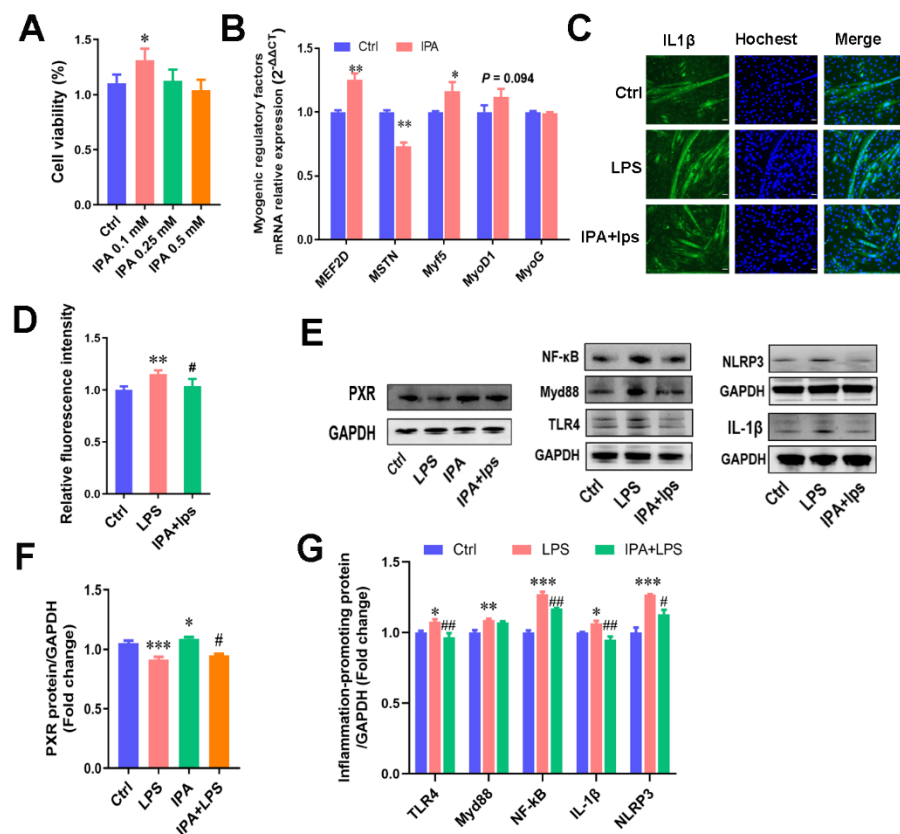 A
Cell viability (%)
1.5
1.0
0.5
0.0
*
Ctrl
IPA 0.1 mM
IPA 0.25 mM
IPA 0.5 mM
B
Ctrl
IPA
Myogenic regulatory factors
mRNA relative expression (2^-ΔΔCT)
1.5
1.0
0.5
0.0
**
**
*
P = 0.094
MEF2D
MSTN
Myf5
MyoD1
MyoG
C
IL1β
Hochest
Merge
Ctrl
LPS
IPA+lps
D
Relative fluorescence intensity
1.5
1.0
0.5
0.0
**
#
Ctrl
LPS
IPA+lps
E
PXR
GAPDH
Ctrl
LPS
IPA
IPA+lps
NF-κB
Myd88
TLR4
GAPDH
Ctrl
LPS
IPA+lps
NLRP3
GAPDH
IL-1β
GAPDH
Ctrl
LPS
IPA+lps
F
PXR protein/GAPDH
(Fold change)
1.5
1.0
0.5
0.0
***
*
#
Ctrl
LPS
IPA
IPA+LPS
G
Ctrl
LPS
IPA+LPS
Inflammation-promoting protein
/GAPDH (Fold change)
1.5
1.0
0.5
0.0
*
##
**
***
##
*
##
***
#
TLR4
Myd88
NF-kB
IL-1β
NLRP3